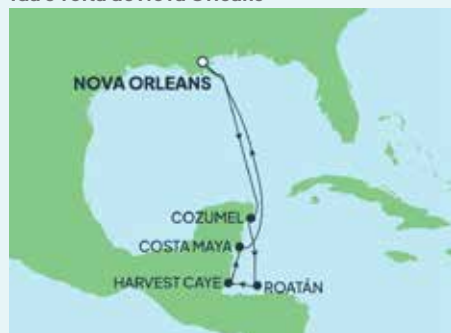 NOVA ORLEANS
COZUMEL
COSTA MAYA
HARVEST CAYE
ROATÁN